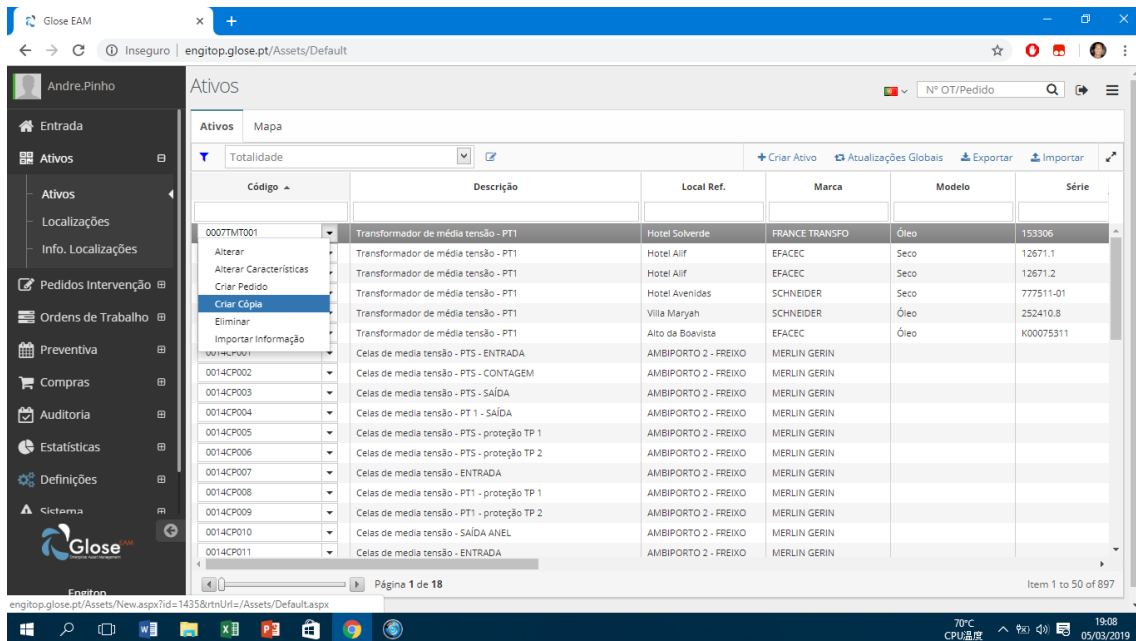 Glose EAM
Inseguro | engitop.glose.pt/Assets/Default
Andre.Pinho
Ativos
Nº OT/Pedido
Entrada
Ativos
Ativos
Localizações
Info. Localizações
Pedidos Intervenção
Ordens de Trabalho
Preventiva
Compras
Auditoria
Estatísticas
Definições
Sistema
Glose EAM
Engitop
Ativos Mapa
Totalidade
Criar Ativo Atualizações Globais Exportar Importar
Código Descrição Local Ref. Marca Modelo Série
0007TMT001 Transformador de média tensão - PT1 Hotel Solverde FRANCE TRANSFO Óleo 153306
Transformador de média tensão - PT1 Hotel Alif EFACEC Seco 12671.1
Transformador de média tensão - PT1 Hotel Alif EFACEC Seco 12671.2
Transformador de média tensão - PT1 Hotel Avenidas SCHNEIDER Seco 777511-01
Transformador de média tensão - PT1 Villa Maryah SCHNEIDER Óleo 252410.8
Transformador de média tensão - PT1 Alto da Boavista EFACEC Óleo K00075311
Alterar
Alterar Características
Criar Pedido
Criar Cópia
Eliminar
Importar Informação
0014CP001 Celas de media tensão - PTS - ENTRADA AMBIPORTO 2 - FREIXO MERLIN GERIN
0014CP002 Celas de media tensão - PTS - CONTAGEM AMBIPORTO 2 - FREIXO MERLIN GERIN
0014CP003 Celas de media tensão - PTS - SAÍDA AMBIPORTO 2 - FREIXO MERLIN GERIN
0014CP004 Celas de media tensão - PT 1 - SAÍDA AMBIPORTO 2 - FREIXO MERLIN GERIN
0014CP005 Celas de media tensão - PTS - proteção TP 1 AMBIPORTO 2 - FREIXO MERLIN GERIN
0014CP006 Celas de media tensão - PTS - proteção TP 2 AMBIPORTO 2 - FREIXO MERLIN GERIN
0014CP007 Celas de media tensão - ENTRADA AMBIPORTO 2 - FREIXO MERLIN GERIN
0014CP008 Celas de media tensão - PT1 - proteção TP 1 AMBIPORTO 2 - FREIXO MERLIN GERIN
0014CP009 Celas de media tensão - PT1 - proteção TP 2 AMBIPORTO 2 - FREIXO MERLIN GERIN
0014CP010 Celas de media tensão - SAÍDA ANEL AMBIPORTO 2 - FREIXO MERLIN GERIN
0014CP011 Celas de media tensão - ENTRADA AMBIPORTO 2 - FREIXO MERLIN GERIN
Página 1 de 18 Item 1 to 50 of 897
engitop.glose.pt/Assets/New.aspx?id=1435&rtnUrl=/Assets/Default.aspx
70°C
CPU温度
19:08
05/03/2019